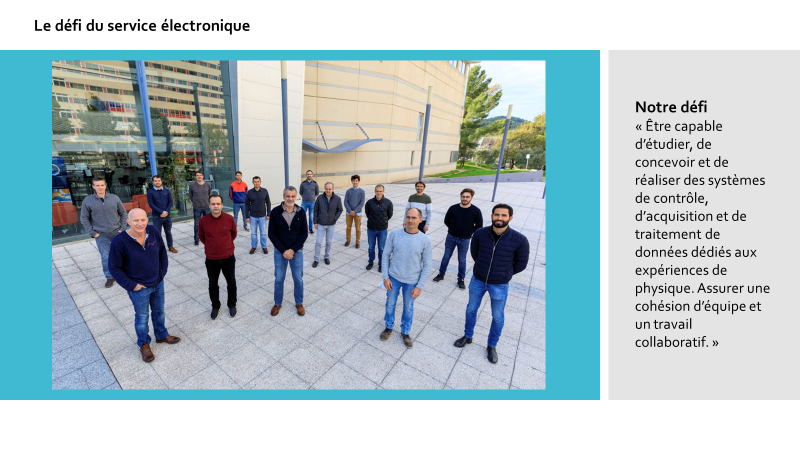 Le défi du service électronique
Notre défi
« Être capable
d'étudier, de
concevoir et de
réaliser des systèmes
de contrôle,
d'acquisition et de
traitement de
données dédiés aux
expériences de
physique. Assurer une
cohésion d'équipe et
un travail
collaboratif. »